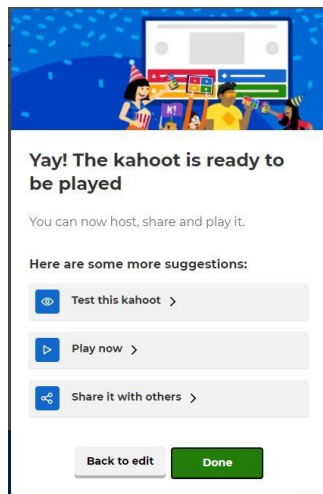 K!
Yay! The kahoot is ready to
be played
You can now host, share and play it.
Here are some more suggestions:
Test this kahoot
Play now
Share it with others
Back to edit
Done